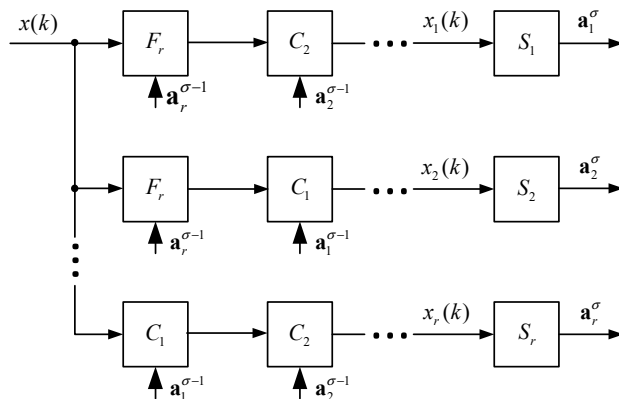 x(k) F_r C_2 x_1(k) S_1 𝐚_1^σ
𝐚_r^{σ−1} 𝐚_2^{σ−1}
F_r C_1 x_2(k) S_2 𝐚_2^σ
𝐚_r^{σ−1} 𝐚_1^{σ−1}
C_1 C_2 x_r(k) S_r 𝐚_r^σ
𝐚_1^{σ−1} 𝐚_2^{σ−1}